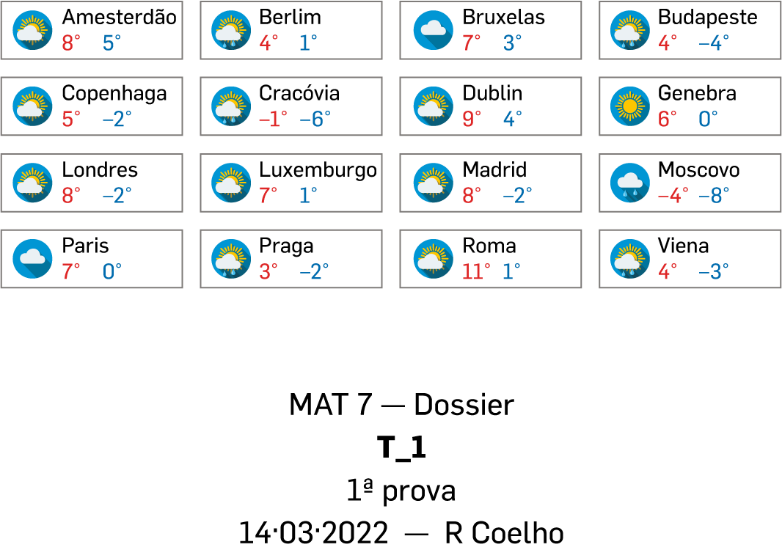 Amesterdão
8° 5°
Berlim
4° 1°
Bruxelas
7° 3°
Budapeste
4° –4°
Copenhaga
5° –2°
Cracóvia
–1° –6°
Dublin
9° 4°
Genebra
6° 0°
Londres
8° –2°
Luxemburgo
7° 1°
Madrid
8° –2°
Moscovo
–4° –8°
Paris
7° 0°
Praga
3° –2°
Roma
11° 1°
Viena
4° –3°
MAT 7 — Dossier
T_1
1ª prova
14·03·2022 — R Coelho